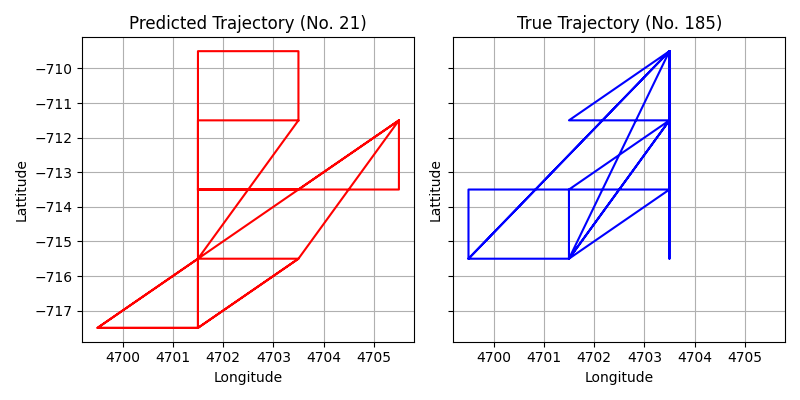 Predicted Trajectory (No. 21)
True Trajectory (No. 185)
Lattitude
−710
−711
−712
−713
−714
−715
−716
−717
4700 4701 4702 4703 4704 4705
Longitude
Lattitude
4700 4701 4702 4703 4704 4705
Longitude